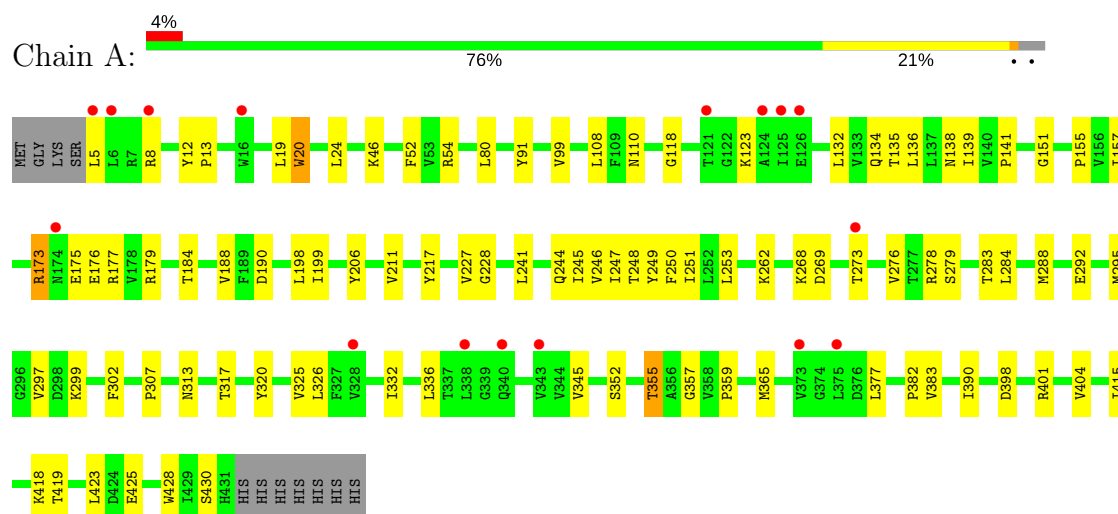 4%
Chain A:
76% 21% • •
MET GLY LYS SER L5 L6 R7 R8 Y12 P13 W16 L19 W20 L24 K46 F52 V53 R54 L80 Y91 V99 L108 F109 N110 G118 T121 G122 K123 A124 I125 E126 L132 V133 Q134 T135 L136 L137 N138 I139 V140 P141 G151 P155 V156
R173 N174 E175 E176 R177 V178 R179 T184 V188 F189 D190 L198 I199 Y206 V211 Y217 V227 G228 L241 Q244 I245 V246 I247 T248 Y249 F250 I251 L252 L253 K262 K268 D269 T273 V276 T277 R278 S279 T283 L284 M288 E292 M295
G296 V297 D298 K299 F302 P307 N313 T317 Y320 V325 L326 F327 V328 I332 L336 T337 L338 G339 Q340 V343 V344 V345 S352 T355 A356 G357 V358 P359 M365 V373 G374 L375 D376 L377 P382 V383 I390 D398 R401 V404
K418 T419 L423 D424 E425 W428 I429 S430 H431 HIS HIS HIS HIS HIS HIS HIS